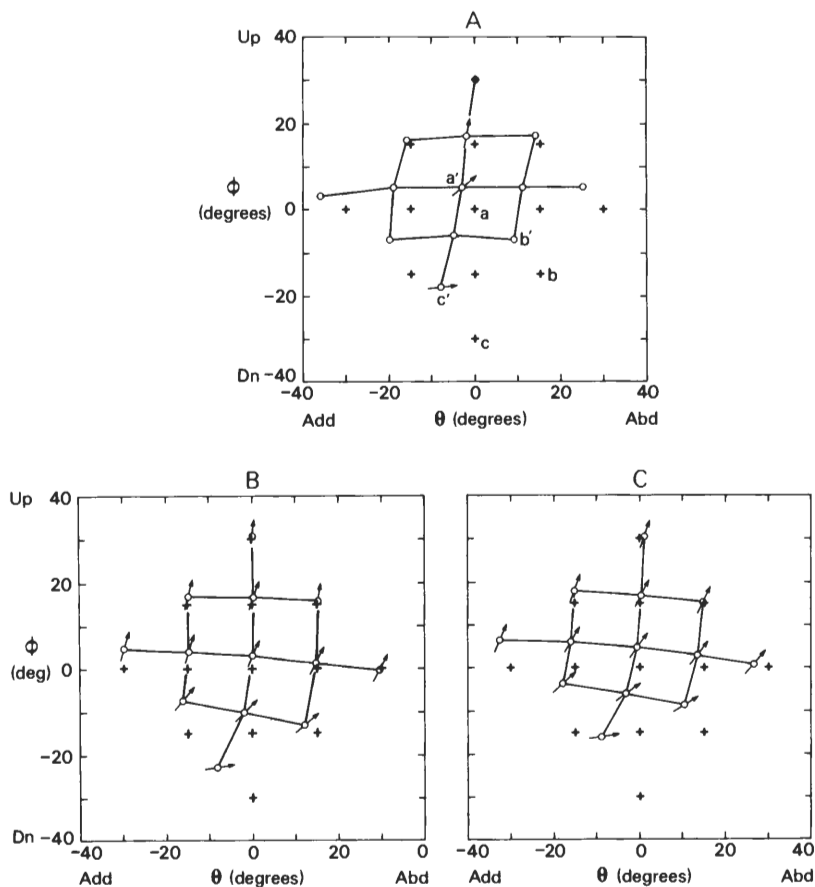 A
Up 40
20
Φ
(degrees)
0
-20
Dn -40
a'
a
b'
b
c'
c
-40 -20 0 20 40
Add θ (degrees) Abd
B
Up 40
20
Φ
(deg)
0
-20
Dn -40
-40 -20 0 20 0
Add θ (degrees) Abd
C
-40 -20 0 20 40
Add θ (degrees) Abd